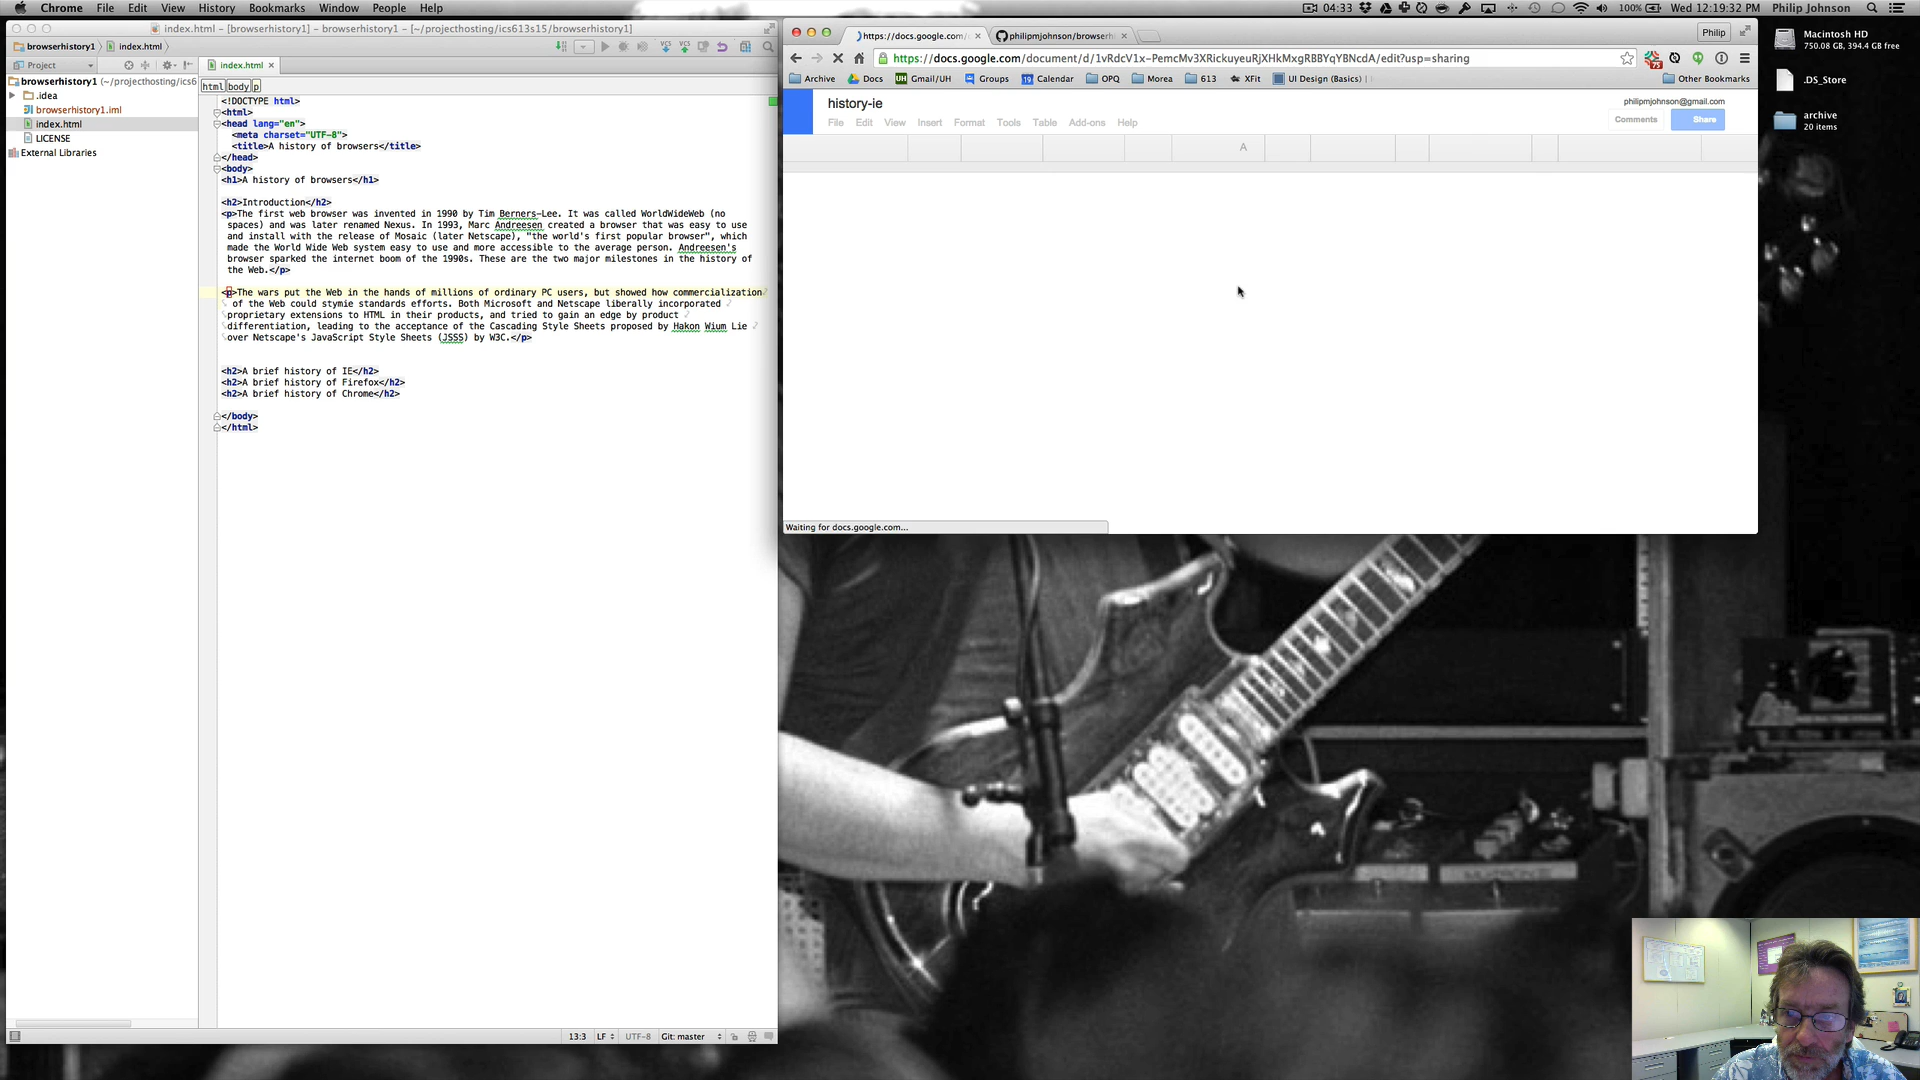 Chrome File Edit View History Bookmarks Window People Help
04:33
100%
Wed 12:19:32 Philip Johnson
index.html – [browserhistory1] – browserhistory1 – [~/projecthosting/ics613s15/browserhistory1]
browserhistory1 index.html
Project
index.html
browserhistory1 (~/projecthosting/ics6
.idea
browserhistory1.iml
index.html
LICENSE
External Libraries
html body p
<!DOCTYPE html>
<html>
<head lang="en">
<meta charset="UTF-8">
<title>A history of browsers</title>
</head>
<body>
<h1>A history of browsers</h1>
<h2>Introduction</h2>
<p>The first web browser was invented in 1990 by Tim Berners-Lee. It was called WorldWideWeb (no
spaces) and was later renamed Nexus. In 1993, Marc Andreesen created a browser that was easy to use
and install with the release of Mosaic (later Netscape), "the world's first popular browser", which
made the World Wide Web system easy to use and more accessible to the average person. Andreesen's
browser sparked the internet boom of the 1990s. These are the two major milestones in the history of
the Web.</p>
<p>The wars put the Web in the hands of millions of ordinary PC users, but showed how commercialization
of the Web could stymie standards efforts. Both Microsoft and Netscape liberally incorporated
proprietary extensions to HTML in their products, and tried to gain an edge by product
differentiation, leading to the acceptance of the Cascading Style Sheets proposed by Hakon Wium Lie
over Netscape's JavaScript Style Sheets (JSSS) by W3C.</p>
<h2>A brief history of IE</h2>
<h2>A brief history of Firefox</h2>
<h2>A brief history of Chrome</h2>
</body>
</html>
13:3 LF UTF-8 Git: master
https://docs.google.com/ philipmjohnson/browserh Philip
https://docs.google.com/document/d/1vRdcV1x-PemcMv3XRickuyeuRjXHkMxgRBBYqYBNcdA/edit?usp=sharing
75
Archive Docs UH Gmail/UH Groups 19 Calendar OPQ Morea 613 XFit UI Design (Basics) Other Bookmarks
history-ie
philipmjohnson@gmail.com
File Edit View Insert Format Tools Table Add-ons Help
Comments Share
A
Waiting for docs.google.com...
Macintosh HD
750.08 GB, 394.4 GB free
.DS_Store
archive
20 items